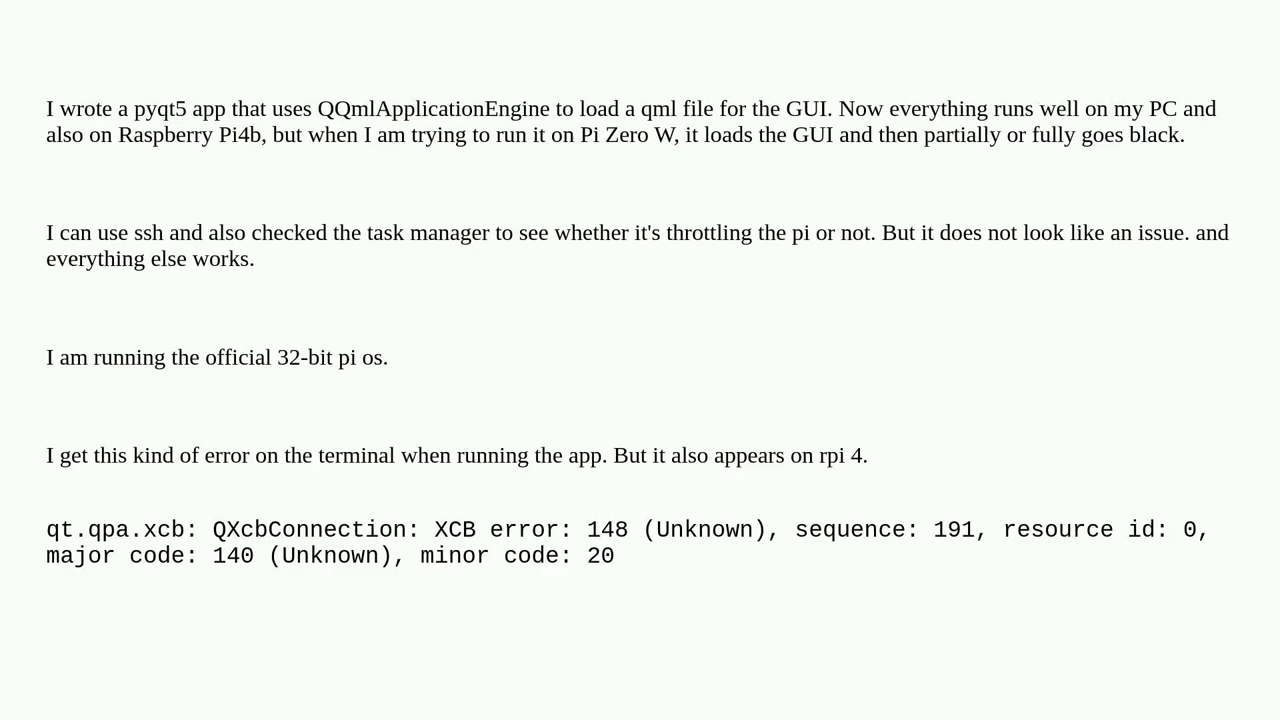 I wrote a pyqt5 app that uses QQmlApplicationEngine to load a qml file for the GUI. Now everything runs well on my PC and
also on Raspberry Pi4b, but when I am trying to run it on Pi Zero W, it loads the GUI and then partially or fully goes black.
I can use ssh and also checked the task manager to see whether it's throttling the pi or not. But it does not look like an issue. and
everything else works.
I am running the official 32-bit pi os.
I get this kind of error on the terminal when running the app. But it also appears on rpi 4.
qt.qpa.xcb: QXcbConnection: XCB error: 148 (Unknown), sequence: 191, resource id: 0,
major code: 140 (Unknown), minor code: 20